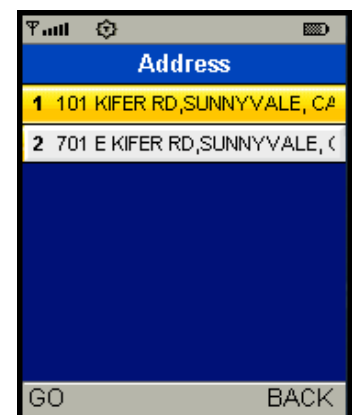 Address
1 101 KIFER RD,SUNNYVALE, CA
2 701 E KIFER RD,SUNNYVALE, (
GO BACK